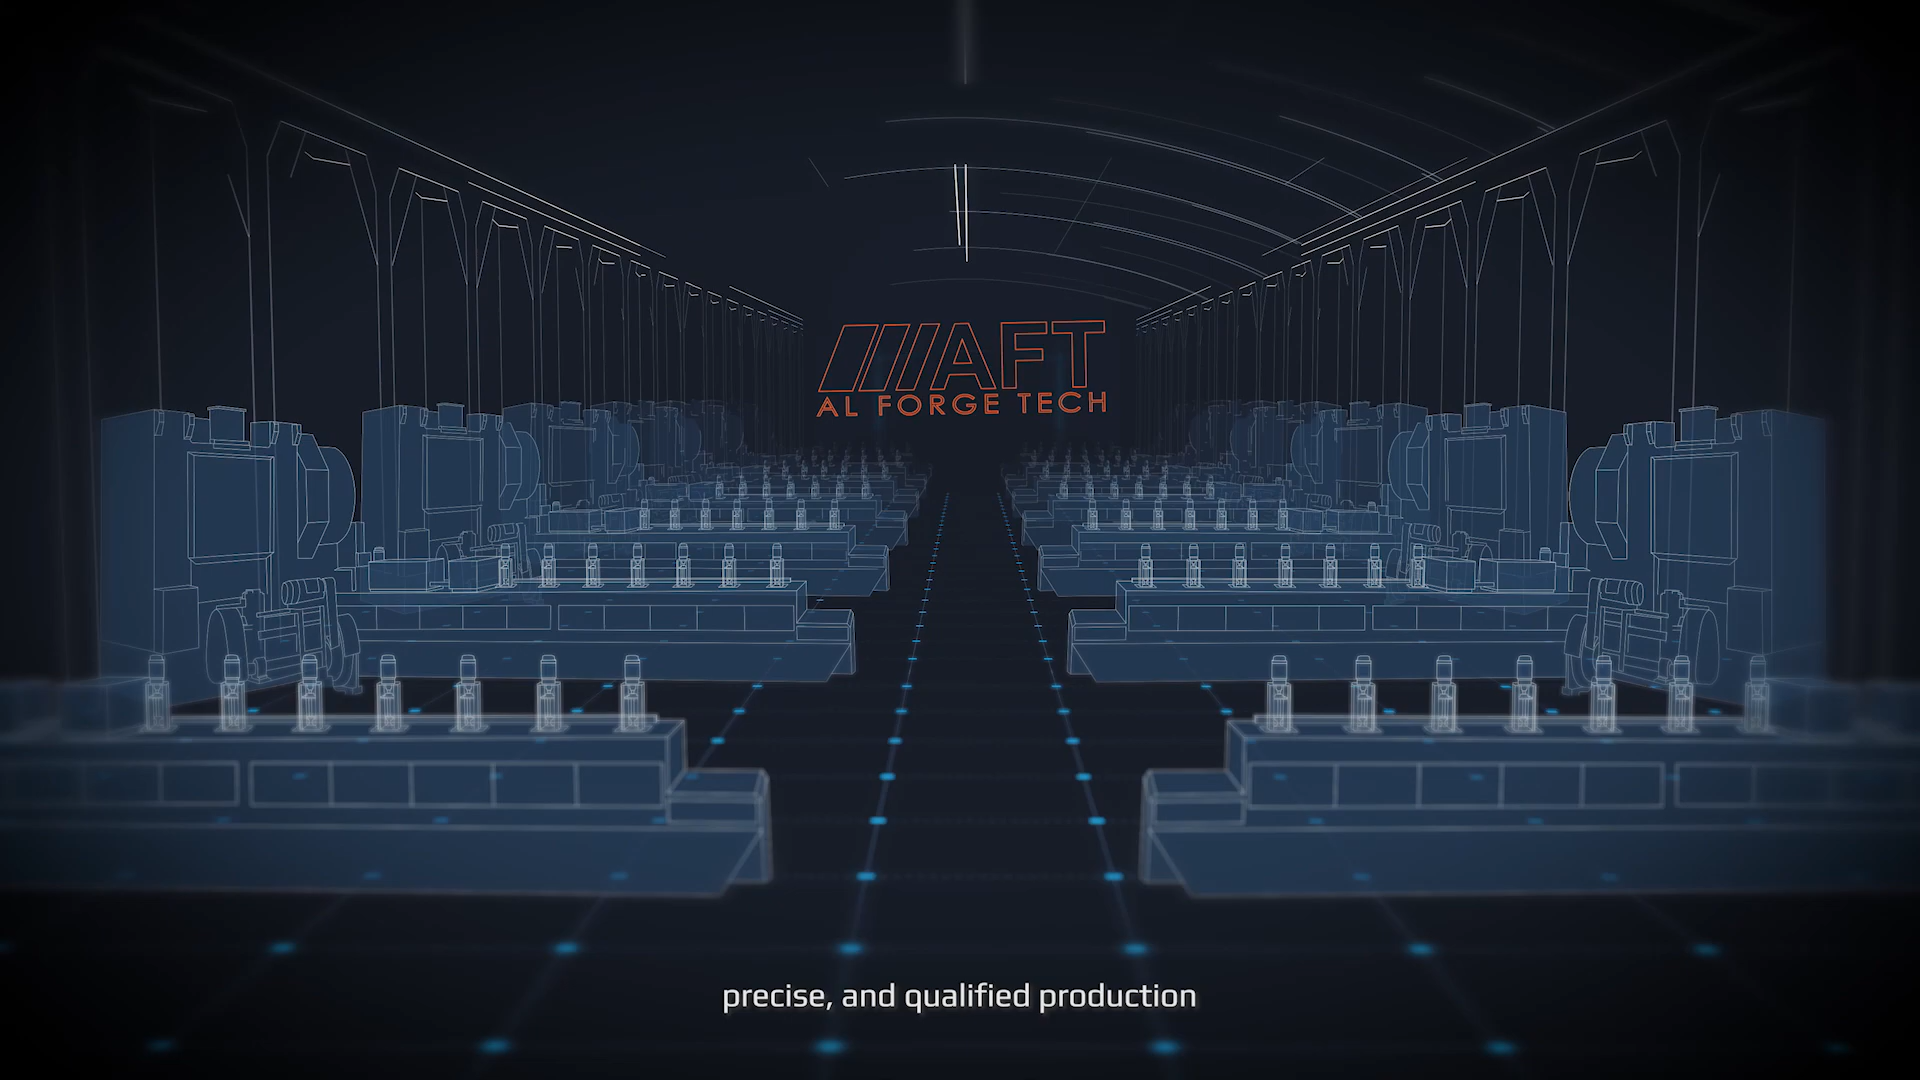 ///AFT
AL FORGE TECH
precise, and qualified production